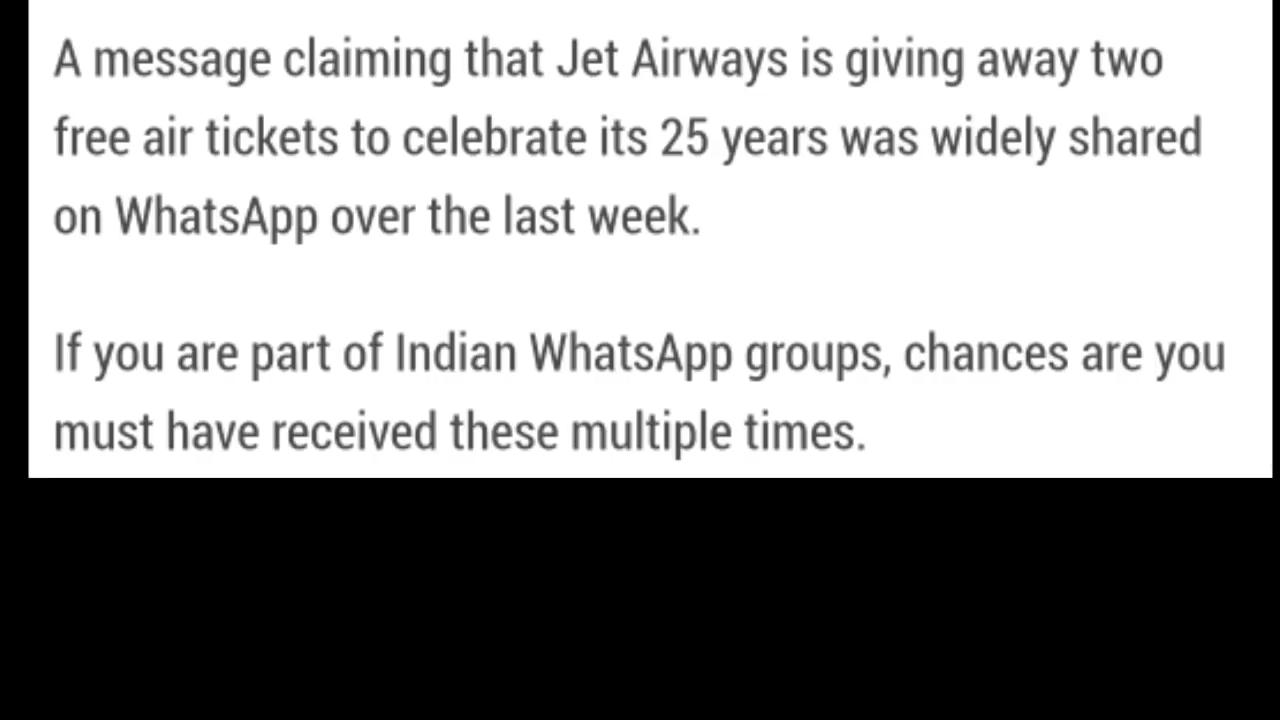 A message claiming that Jet Airways is giving away two
free air tickets to celebrate its 25 years was widely shared
on WhatsApp over the last week.
If you are part of Indian WhatsApp groups, chances are you
must have received these multiple times.